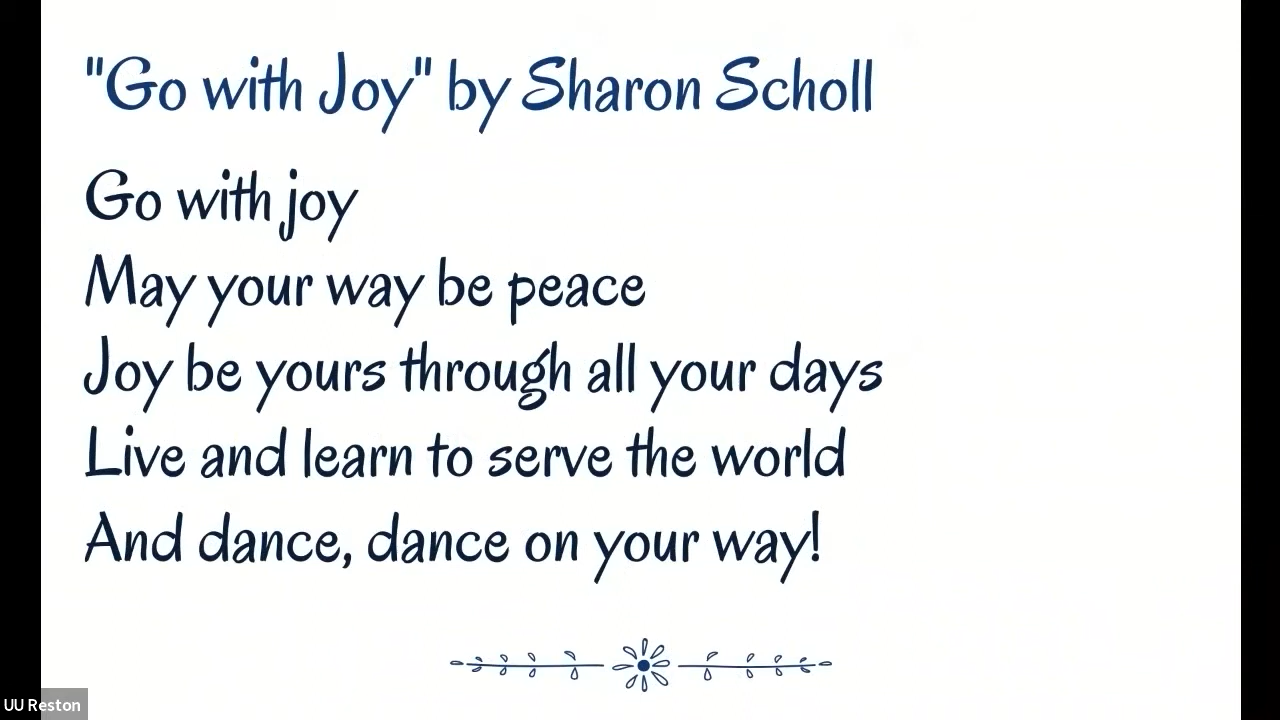 "Go with Joy" by Sharon Scholl
Go with joy
May your way be peace
Joy be yours through all your days
Live and learn to serve the world
And dance, dance on your way!
UU Reston